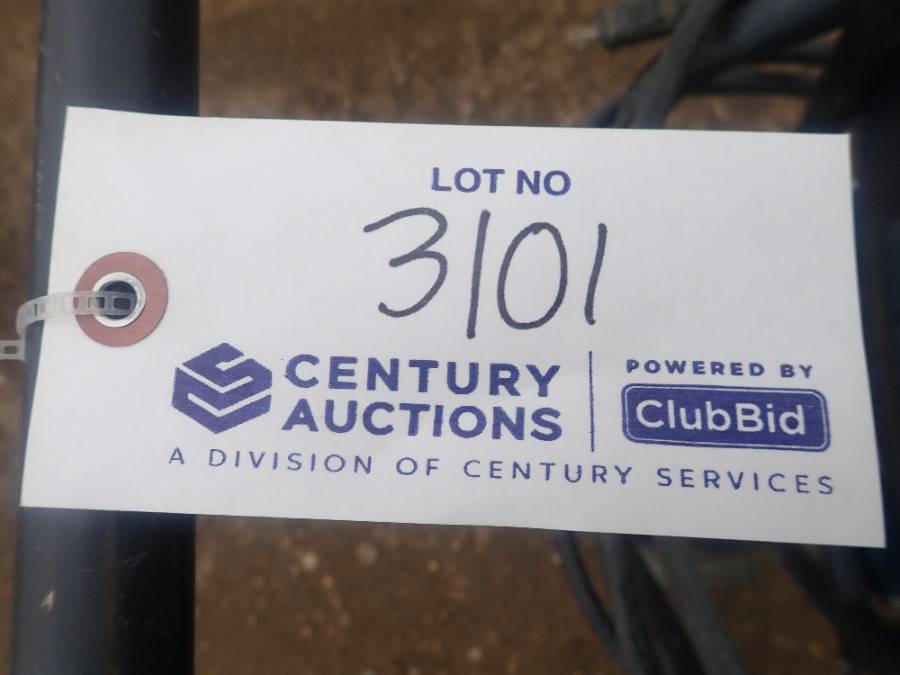 LOT NO
3101
CENTURY
AUCTIONS
POWERED BY
ClubBid
A DIVISION OF CENTURY SERVICES